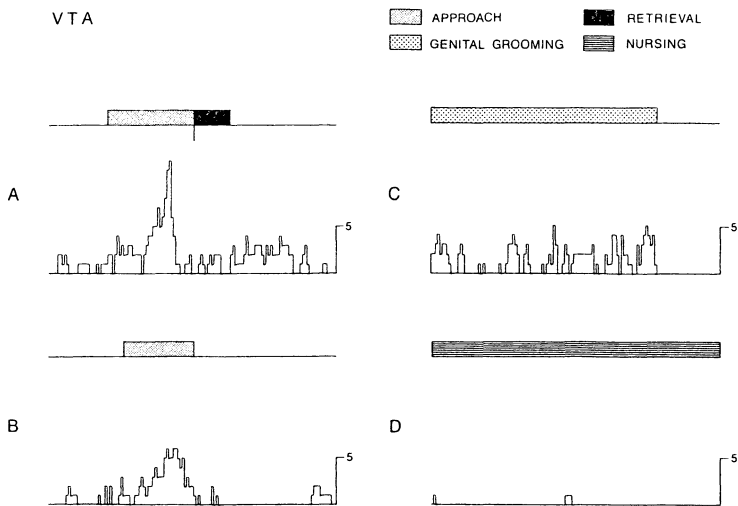 VTA
APPROACH
RETRIEVAL
GENITAL GROOMING
NURSING
A
5
C
5
B
5
D
5